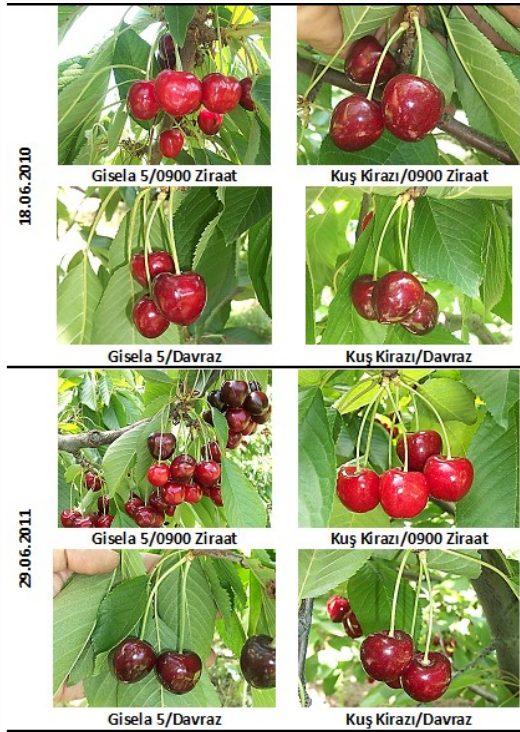 18.06.2010
Gisela 5/0900 Ziraat
Kuş Kirazı/0900 Ziraat
Gisela 5/Davraz
Kuş Kirazı/Davraz
29.06.2011
Gisela 5/0900 Ziraat
Kuş Kirazı/0900 Ziraat
Gisela 5/Davraz
Kuş Kirazı/Davraz